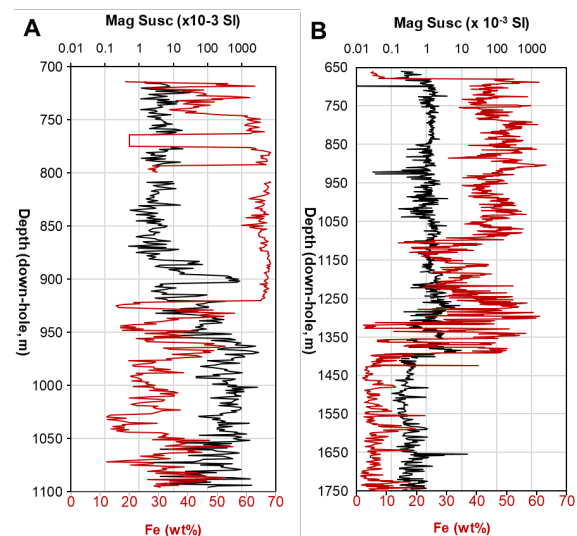 A
Mag Susc (x10-3 SI)
0.01 0.1 1 10 100 1000
700
750
800
850
900
950
1000
1050
1100
Depth (down-hole, m)
0 10 20 30 40 50 60 70
Fe (wt%)
B
Mag Susc (x 10-3 SI)
0.01 0.1 1 10 100 1000
650
750
850
950
1050
1150
1250
1350
1450
1550
1650
1750
Depth (down-hole, m)
0 10 20 30 40 50 60 70
Fe (wt%)